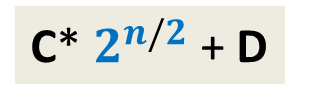 C* 2^{n/2} + D